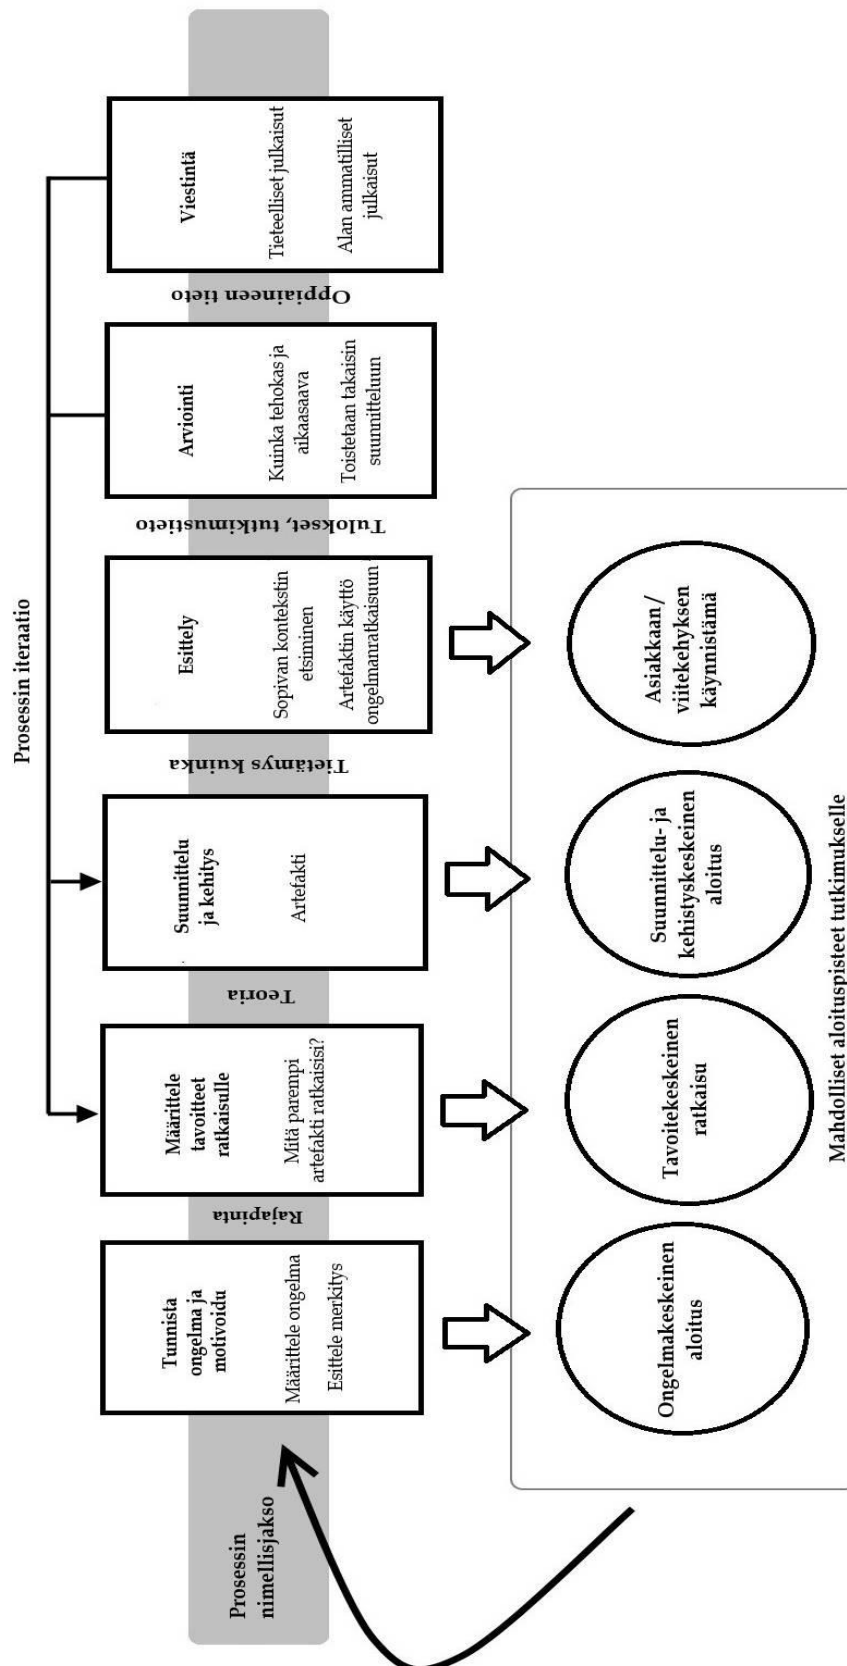 Prosessin iteraatio
Prosessin
nimellisjakso
Tunnista
ongelma ja
motivoidu
Määrittele ongelma
Esittele merkitys
Rajapinta
Määrittele
tavoitteet
ratkaisulle
Mitä parempi
artefakti ratkaisisi?
Teoria
Suunnittelu
ja kehitys
Artefakti
Tietämys kuinka
Esittely
Sopivan kontekstin
etsiminen
Artefaktin käyttö
ongelmanratkaisuun
Tulokset, tutkimustieto
Arviointi
Kuinka tehokas ja
aikaasaava
Toistetaan takaisin
suunnitteluun
Oppiaineen tieto
Viestintä
Tieteelliset julkaisut
Alan ammatilliset
julkaisut
Ongelmakeskeinen
aloitus
Tavoitekeskeinen
ratkaisu
Suunnittelu- ja
kehistyskeskeinen
aloitus
Asiakkaan/
viitekehyksen
käynnistämä
Mahdolliset aloituspisteet tutkimukselle